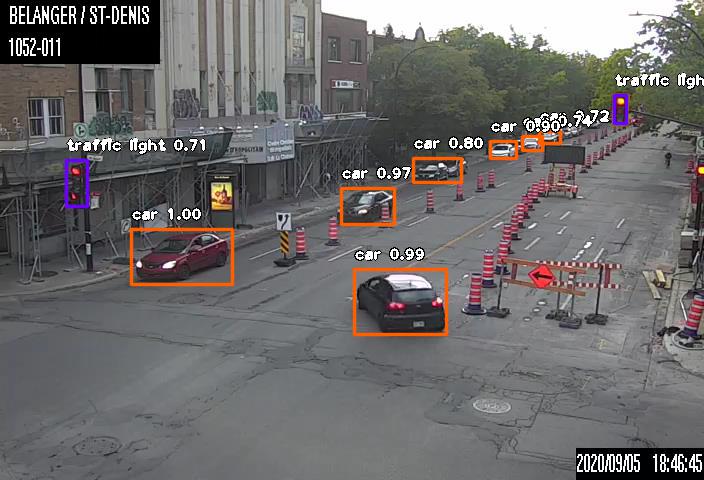 BELANGER / ST-DENIS
1052-011
traffic ligh
0.72
car 0.90
car 0.80
traffic light 0.71
car 0.97
car 1.00
car 0.99
2020/09/05 18:46:45